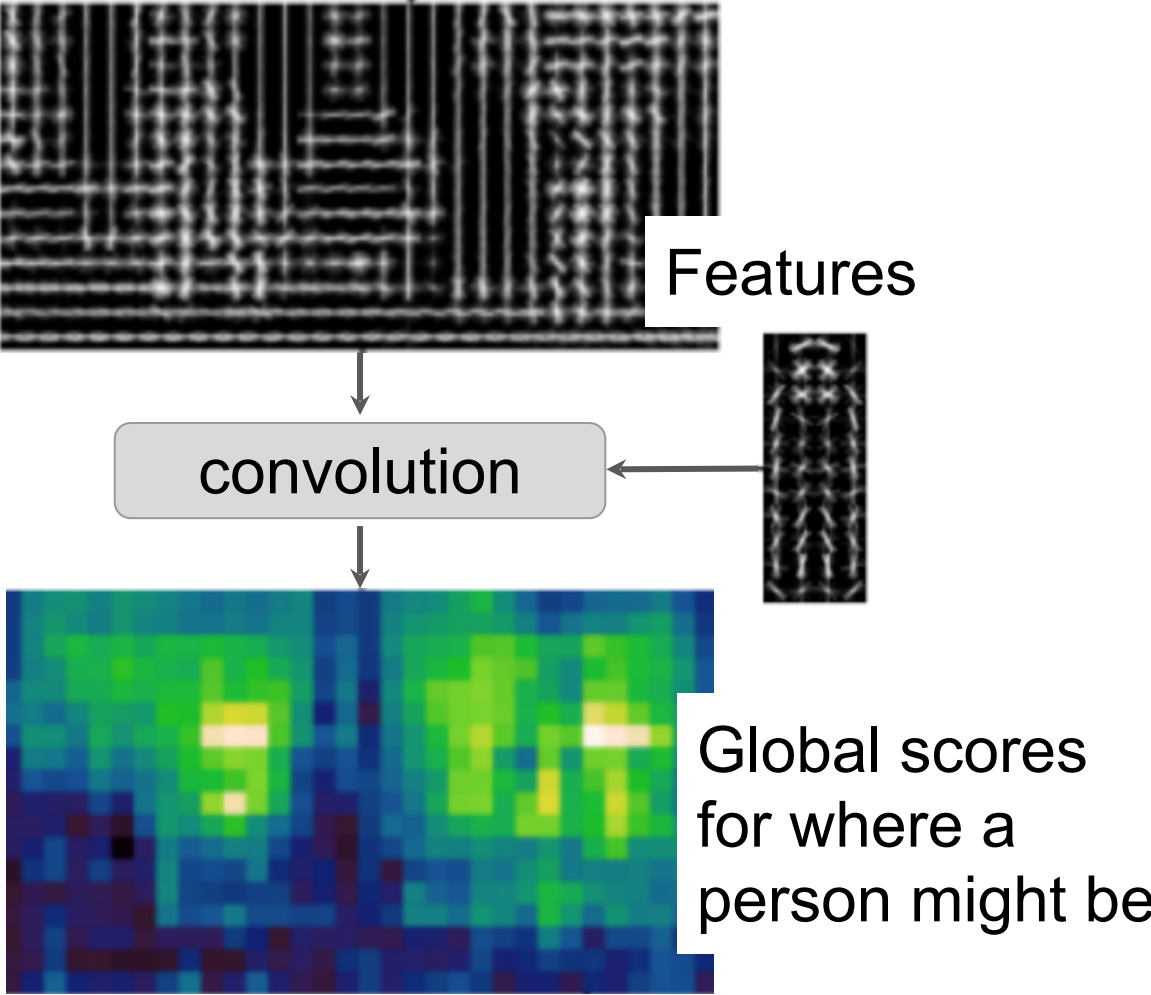 Features
convolution
Global scores
for where a
person might be